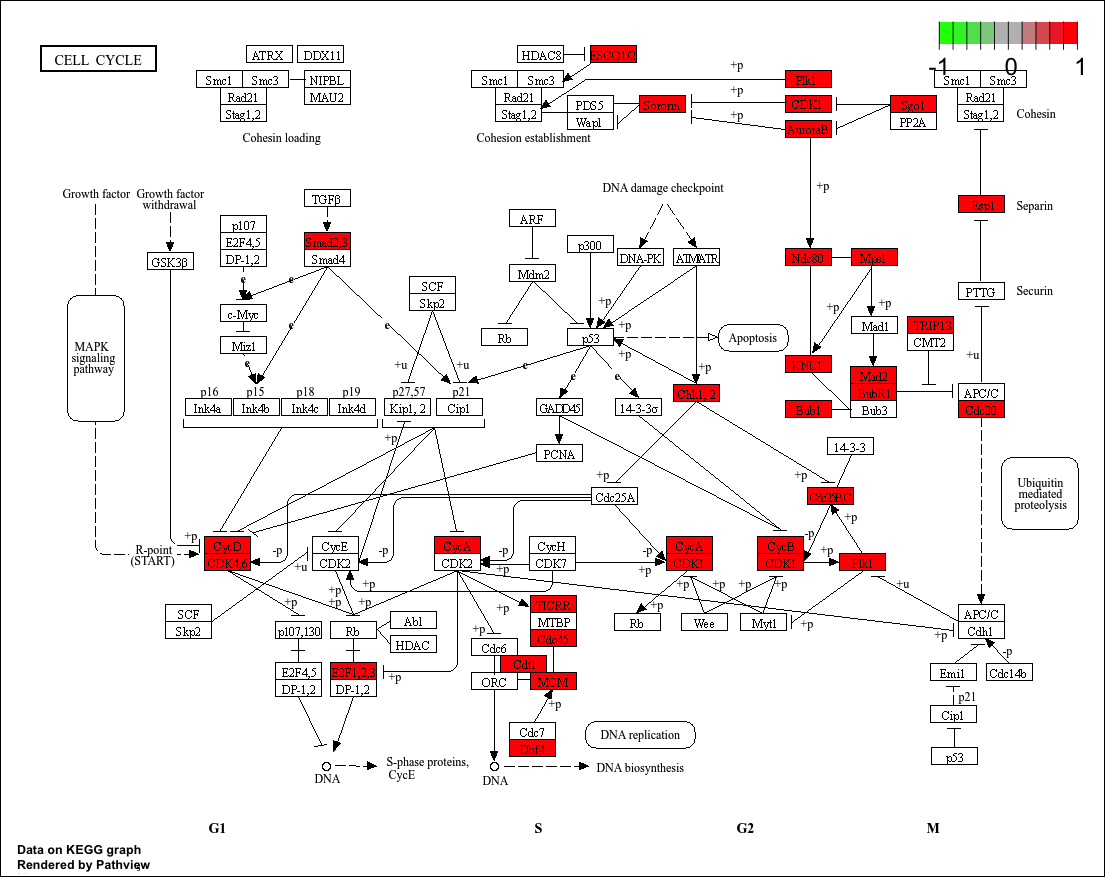 CELL CYCLE
ATRX
DDX11
Smc1
Smc3
NIPBL
MAU2
Rad21
Stag1,2
Cohesin loading
HDAC8
ESCO1/2
Smc1
Smc3
Rad21
Stag1,2
PDS5
Wapl
Sororin
Cohesion establishment
+p
+p
+p
Plk1
CDK1
AuroraB
Sgo1
PP2A
-1
0
1
Smc1
Smc3
Rad21
Stag1,2
Cohesin
+p
Esp1
Separin
PTTG
Securin
+u
Growth factor
Growth factor
withdrawal
GSK3β
MAPK
signaling
pathway
p107
E2F4,5
DP-1,2
e
c-Myc
Miz1
e
TGFβ
Smad2,3
Smad4
e
e
SCF
Skp2
+u
+u
ARF
Mdm2
Rb
p300
DNA damage checkpoint
DNA-PK
ATM/ATR
+p
+p
p53
+p
+p
e
e
e
Apoptosis
Ndc80
Mps1
+p
+p
Mad1
KNL1
TRIP13
CMT2
Mad2
BubR1
Bub3
Bub1
APC/C
Cdc20
p16
p15
p18
p19
Ink4a
Ink4b
Ink4c
Ink4d
p27,57
Kip1, 2
p21
Cip1
GADD45
14-3-3σ
Chk1, 2
PCNA
+p
+p
Cdc25A
+p
14-3-3
Cdc25B,C
Ubiquitin
mediated
proteolysis
R-point
(START)
+p
CycD
CDK4,6
-p
+u
CycE
CDK2
-p
CycA
CDK2
-p
+p
CycH
CDK7
-p
CycA
CDK1
CycB
CDK1
-p
+p
+p
Plk1
+u
+p
+p
+p
+p
+p
+p
+p
+p
+p
+p
+p
+p
SCF
Skp2
p107,130
Rb
Abl
HDAC
E2F4,5
DP-1,2
E2F1,2,3
DP-1,2
+p
Cdc6
ORC
Cdt1
MCM
TICRR
MTBP
Cdc45
+p
Cdc7
Dbf4
Rb
Wee
Myt1
APC/C
Cdh1
-p
Emi1
Cdc14b
p21
Cip1
p53
DNA replication
DNA
S-phase proteins,
CycE
DNA
DNA biosynthesis
G1
S
G2
M
Data on KEGG graph
Rendered by Pathview